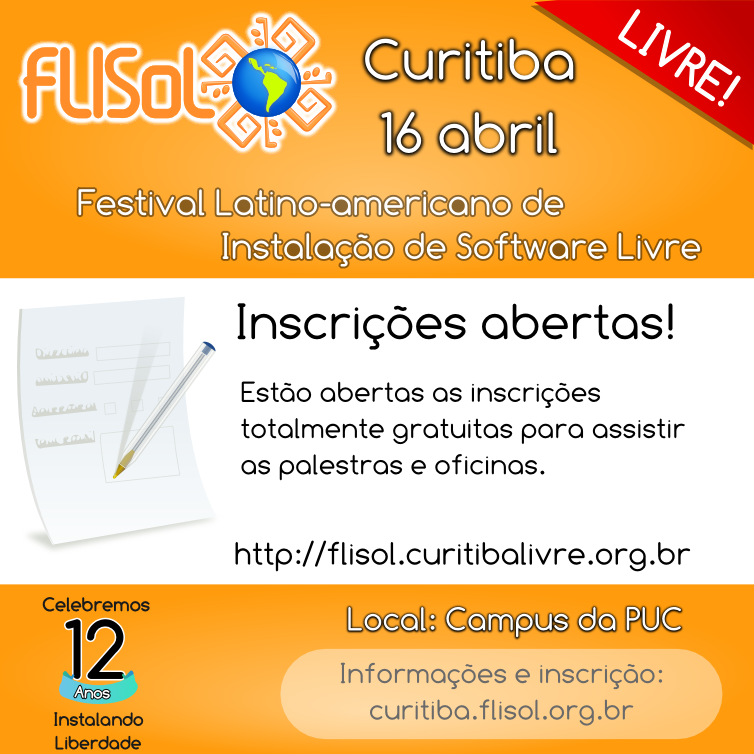 FLISoL
Curitiba
16 abril
LIVRE!
Festival Latino-americano de
Instalação de Software Livre
Inscrições abertas!
Estão abertas as inscrições
totalmente gratuitas para assistir
as palestras e oficinas.
http://flisol.curitibalivre.org.br
Celebremos
12
Anos
Instalando
Liberdade
Local: Campus da PUC
Informações e inscrição:
curitiba.flisol.org.br